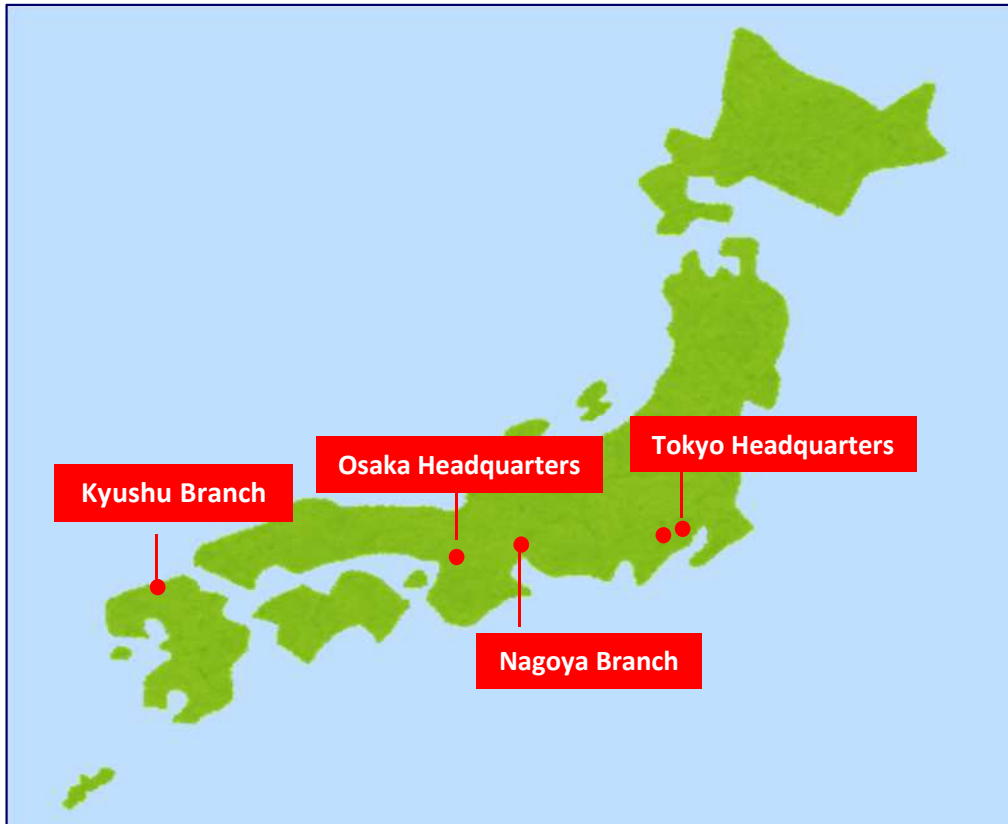 Tokyo Headquarters
Osaka Headquarters
Kyushu Branch
Nagoya Branch